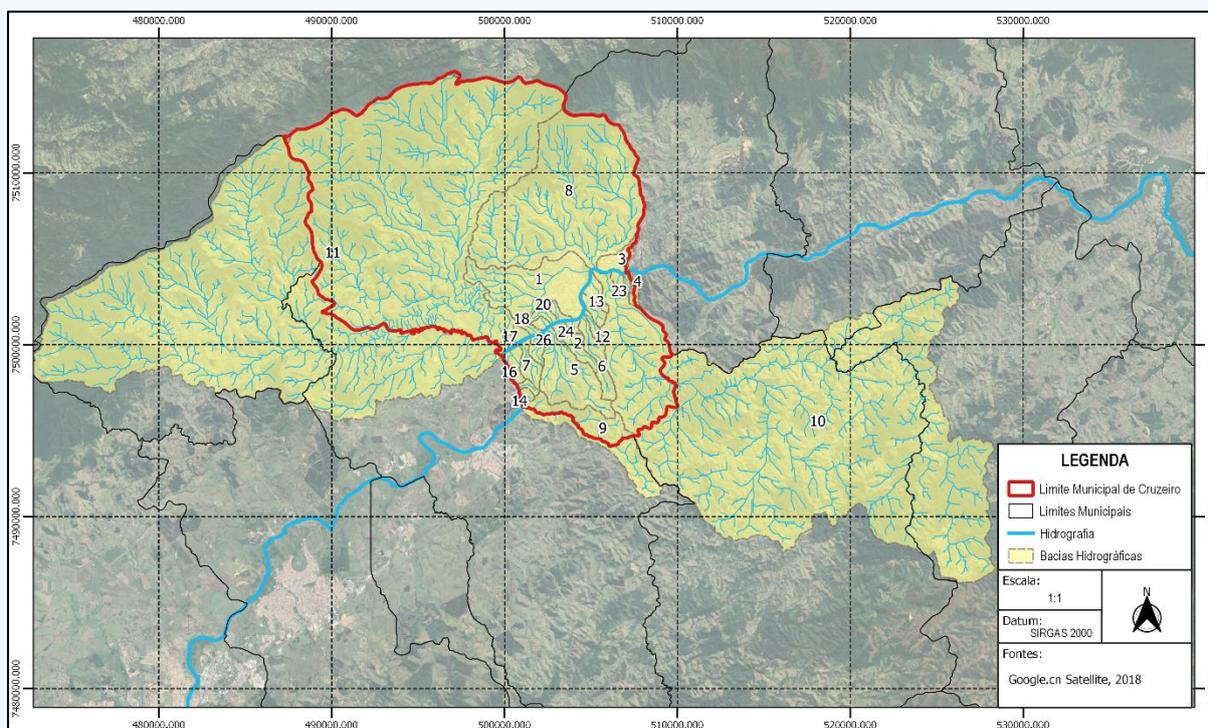 480000.000 490000.000 500000.000 510000.000 520000.000 530000.000
7510000.000
7500000.000
7490000.000
7480000.000
8
11
3
4
1
23
13
20
18
24
17
26
2
12
7
5
6
16
14
9
10
LEGENDA
Limite Municipal de Cruzeiro
Limites Municipais
Hidrografia
Bacias Hidrográficas
Escala:
1:1
N
Datum:
SIRGAS 2000
Fontes:
Google.cn Satellite, 2018
480000.000 490000.000 500000.000 510000.000 520000.000 530000.000